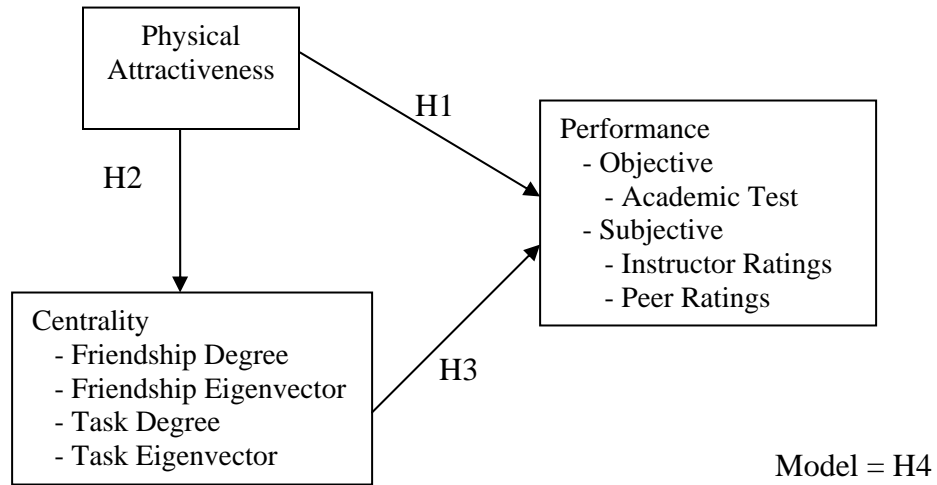 Physical
Attractiveness
H1
Performance
- Objective
- Academic Test
- Subjective
- Instructor Ratings
- Peer Ratings
H2
Centrality
- Friendship Degree
- Friendship Eigenvector
- Task Degree
- Task Eigenvector
H3
Model = H4